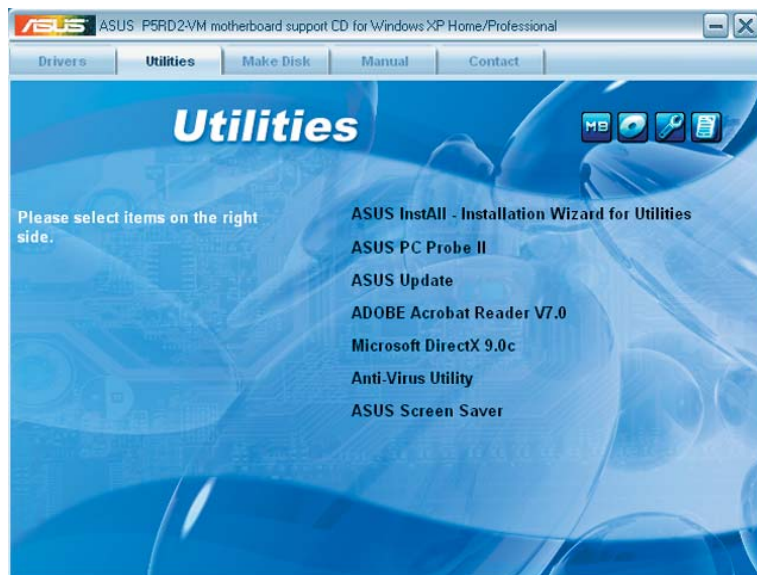 ASUS ASUS P5RD2-VM motherboard support CD for Windows XP Home/Professional
Drivers Utilities Make Disk Manual Contact
Utilities
MB
Please select items on the right
side.
ASUS InstAll - Installation Wizard for Utilities
ASUS PC Probe II
ASUS Update
ADOBE Acrobat Reader V7.0
Microsoft DirectX 9.0c
Anti-Virus Utility
ASUS Screen Saver